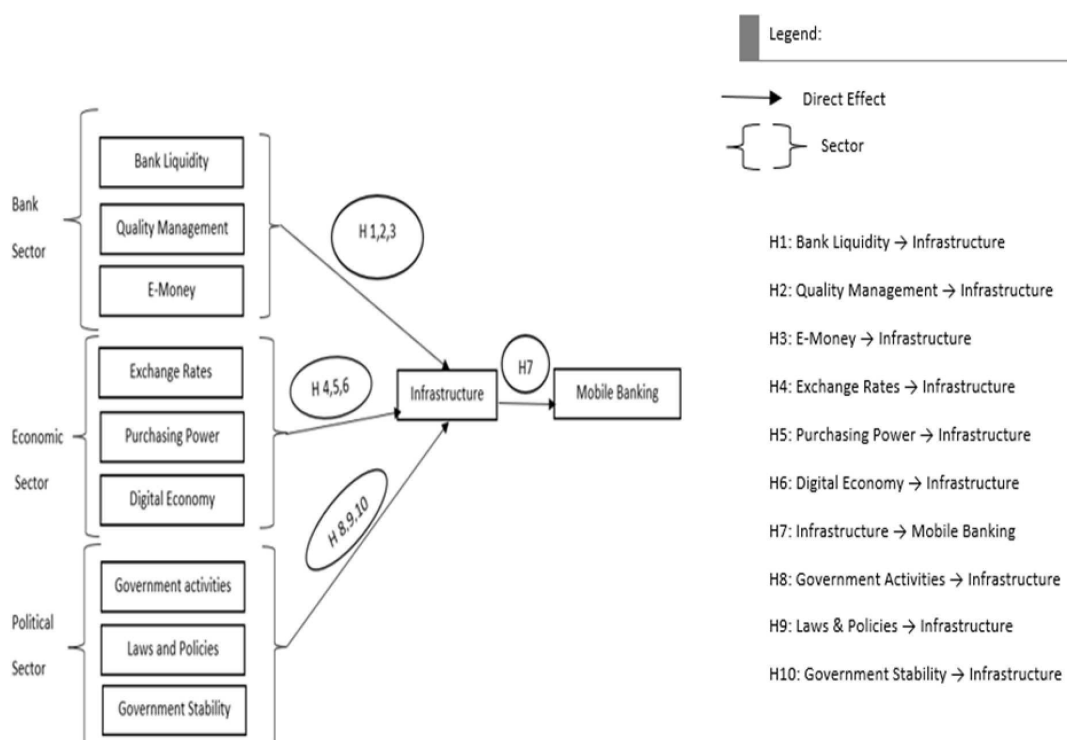 Legend:
Direct Effect
Sector
Bank
Sector
Bank Liquidity
Quality Management
E-Money
H 1,2,3
Economic
Sector
Exchange Rates
Purchasing Power
Digital Economy
H 4,5,6
Infrastructure
H7
Mobile Banking
Political
Sector
Government activities
Laws and Policies
Government Stability
H 8,9,10
H1: Bank Liquidity → Infrastructure
H2: Quality Management → Infrastructure
H3: E-Money → Infrastructure
H4: Exchange Rates → Infrastructure
H5: Purchasing Power → Infrastructure
H6: Digital Economy → Infrastructure
H7: Infrastructure → Mobile Banking
H8: Government Activities → Infrastructure
H9: Laws & Policies → Infrastructure
H10: Government Stability → Infrastructure